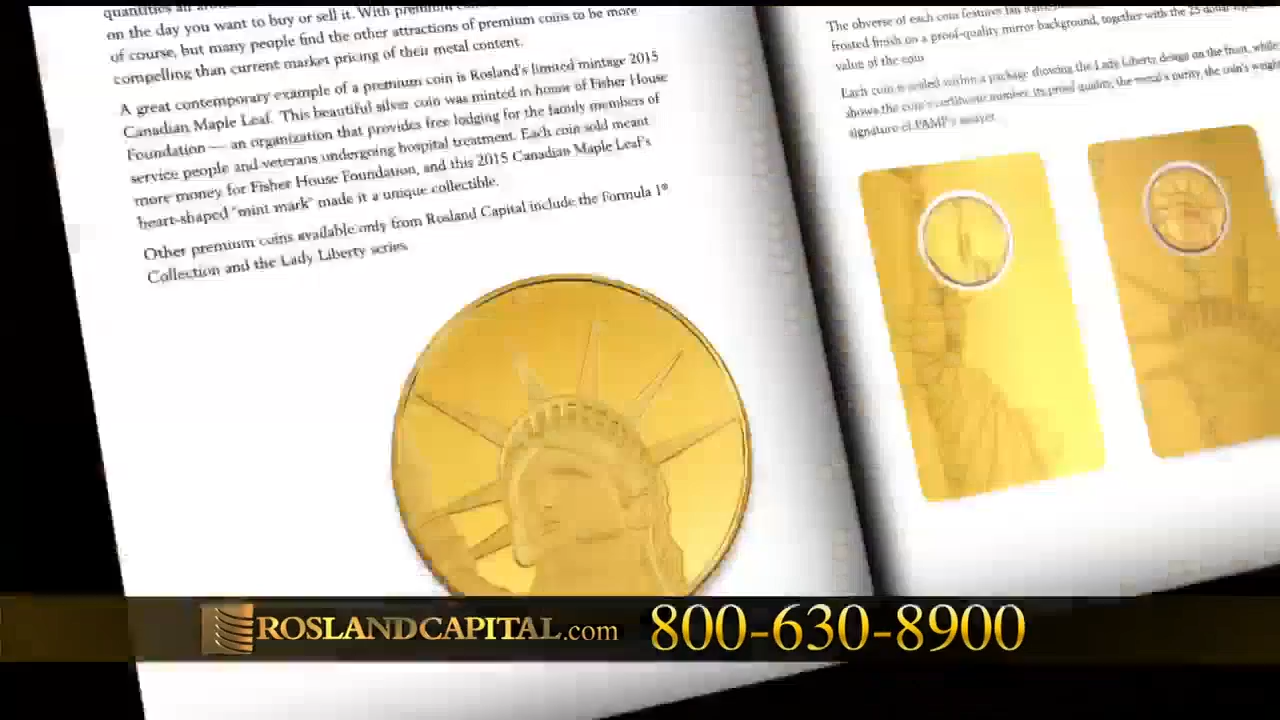 on the day you want to buy or sell it. With premium
of course, but many people find the other attractions of premium coins to be more
compelling than current market pricing of their metal content.
A great contemporary example of a premium coin is Rosland's limited mintage 2015
Canadian Maple Leaf. This beautiful silver coin was minted in honor of Fisher House
Foundation — an organization that provides free lodging for the family members of
service people and veterans undergoing hospital treatment. Each coin sold meant
more money for Fisher House Foundation, and this 2015 Canadian Maple Leaf's
heart-shaped "mint mark" made it a unique collectible.
Other premium coins available only from Rosland Capital include the Formula 1®
Collection and the Lady Liberty series.
The obverse of each coin features
frosted finish on a proof-quality mirror background, together with the 25 dollar
value of the coin
Each coin is sealed within a package showing the Lady Liberty design on the front, while
shows the coin's certificate number, its proof quality, the metal's purity, the coin's weight
signature of PAMP's assayer
ROSLAND CAPITAL.com 800-630-8900